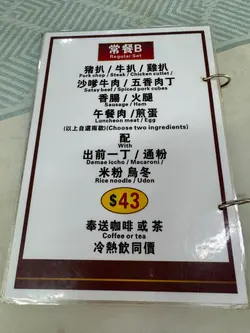 常餐B
Regular Set
豬扒 / 牛扒 / 雞扒
Pork chop / Steak / Chicken cutlet /
沙嗲牛肉 / 五香肉丁
Satay beef / Spiced pork cubes
香腸 / 火腿
Sausage / Ham
午餐肉 / 煎蛋
Luncheon meat / Egg
(以上自選兩款)(Choose two ingredients)
配
With
出前一丁 / 通粉
Demae iccho / Macaroni /
米粉 烏冬
Rice noodle / Udon
$43
奉送咖啡 或 茶
Coffee or tea
冷熱飲同價